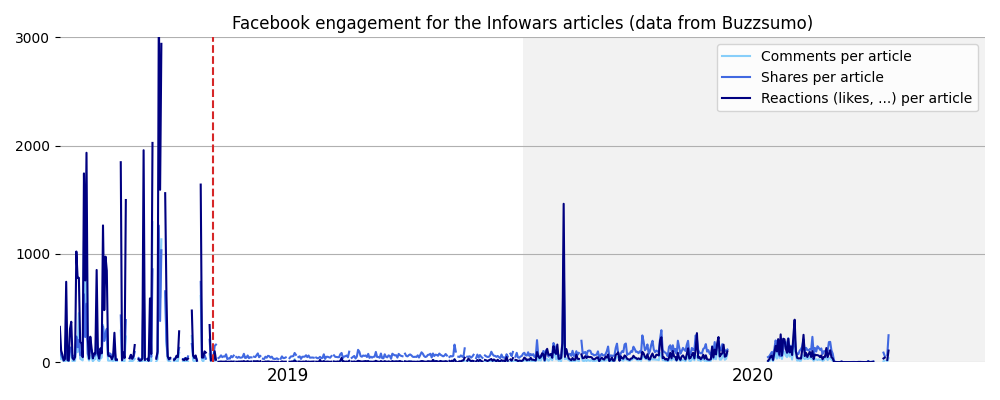 Facebook engagement for the Infowars articles (data from Buzzsumo)
3000
2000
1000
0
Comments per article
Shares per article
Reactions (likes, ...) per article
2019
2020